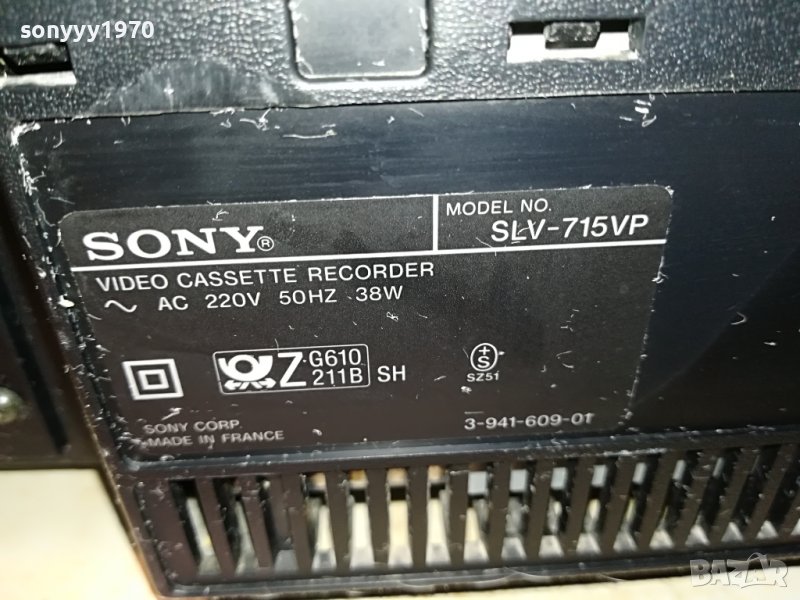 sonyyy1970
SONY®
MODEL NO.
SLV-715VP
VIDEO CASSETTE RECORDER
~ AC 220V 50HZ 38W
Z G610
211B SH
+
S
SZ51
SONY CORP.
MADE IN FRANCE
3-941-609-01
BAZAR